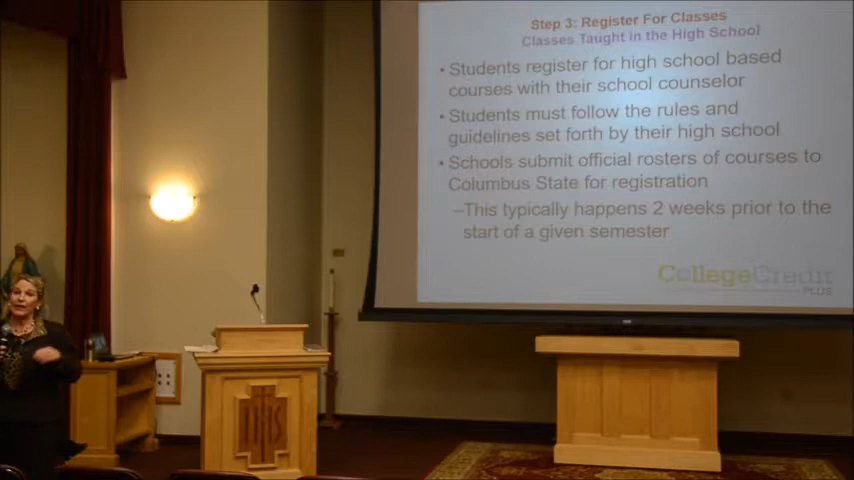 Step 3: Register For Classes
Classes Taught in the High School
• Students register for high school based
courses with their school counselor
• Students must follow the rules and
guidelines set forth by their high school
• Schools submit official rosters of courses to
Columbus State for registration
–This typically happens 2 weeks prior to the
start of a given semester
CollegeCredit
PLUS
IHS